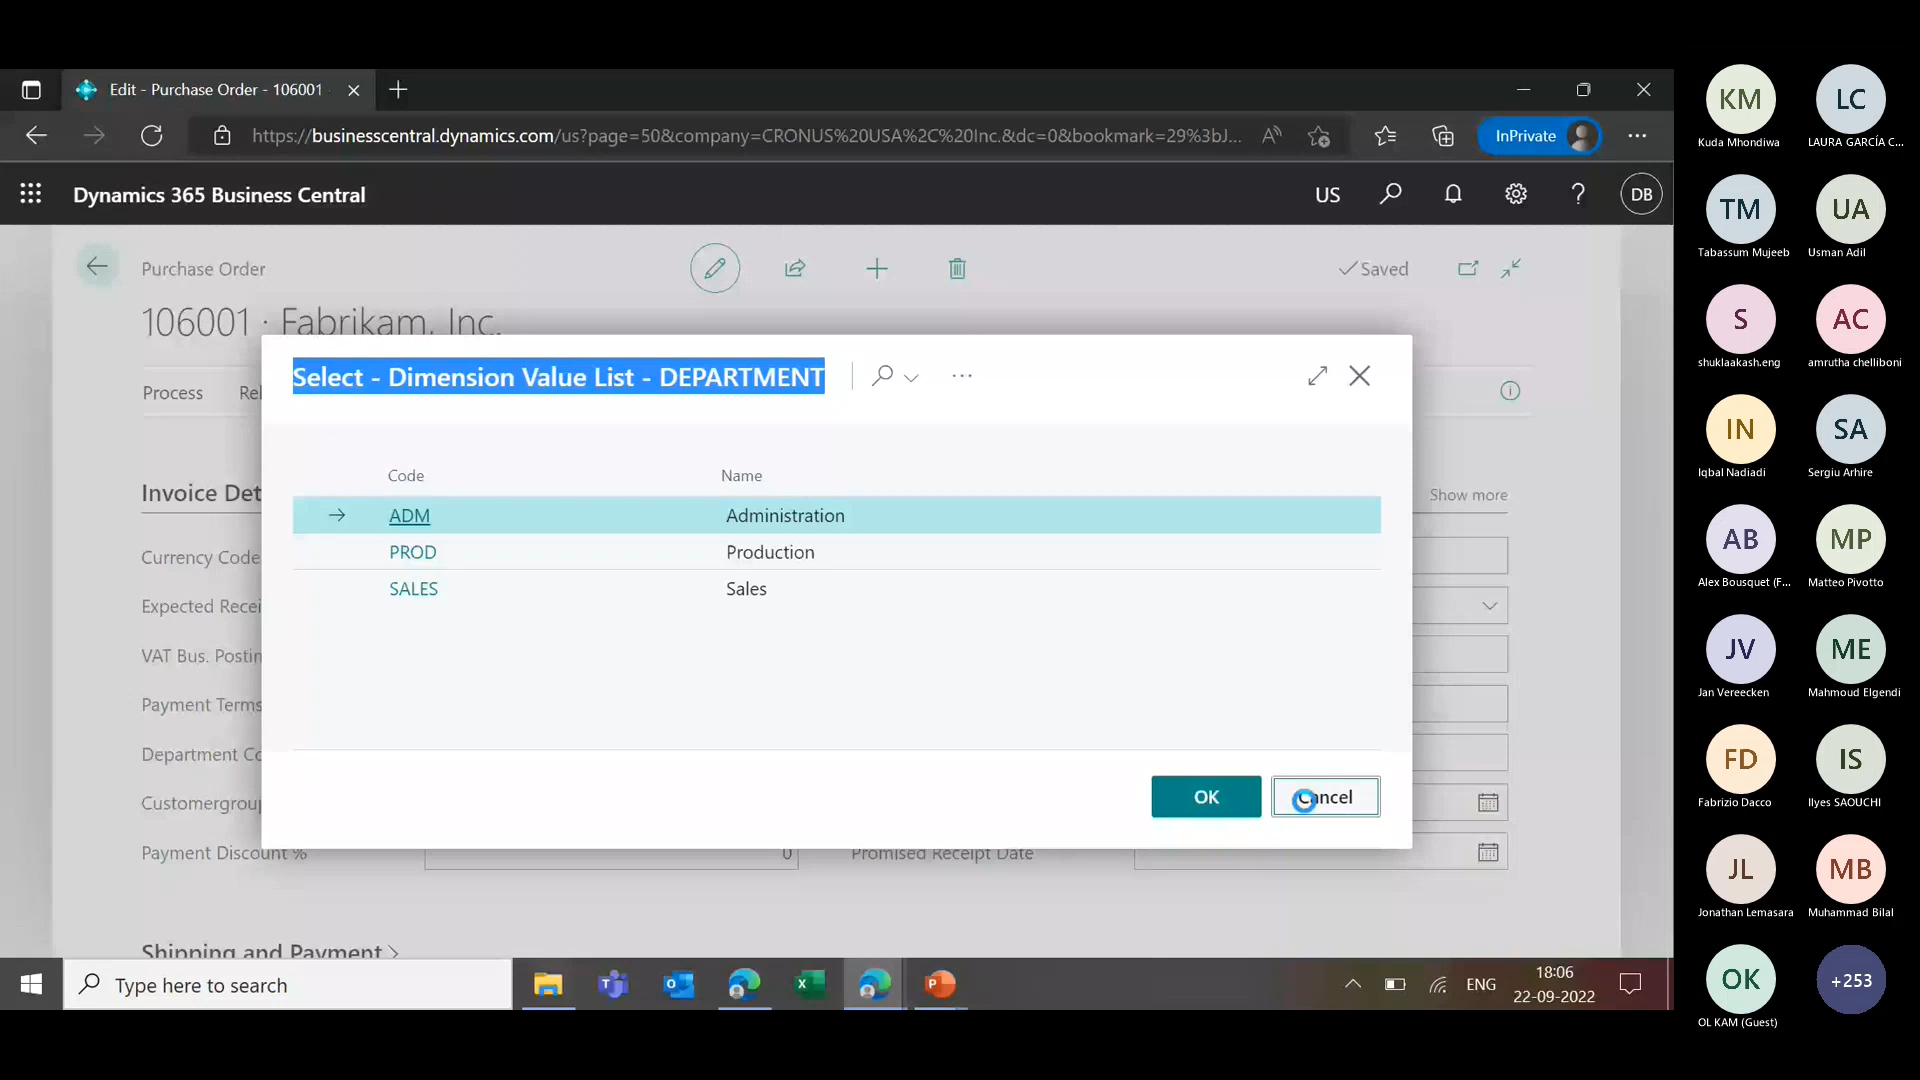 Edit - Purchase Order - 106001
https://businesscentral.dynamics.com/us?page=50&company=CRONUS%20USA%2C%20Inc.&dc=0&bookmark=29%3bJ...
InPrivate
Dynamics 365 Business Central
US
DB
Purchase Order
Saved
106001 · Fabrikam, Inc.
Process
Rel
Select - Dimension Value List - DEPARTMENT
Code Name
ADM Administration
PROD Production
SALES Sales
OK
Cancel
Invoice Det
Show more
Currency Code
Expected Recei
VAT Bus. Postin
Payment Terms
Department Co
Customergroup
Payment Discount %
0
Promised Receipt Date
Shipping and Payment
Type here to search
ENG
18:06
22-09-2022
KM LC
Kuda Mhondiwa LAURA GARCÍA C...
TM UA
Tabassum Mujeeb Usman Adil
S AC
shuklaakash.eng amrutha chelliboni
IN SA
Iqbal Nadiadi Sergiu Arhire
AB MP
Alex Bousquet (F... Matteo Pivotto
JV ME
Jan Vereecken Mahmoud Elgendi
FD IS
Fabrizio Dacco Ilyes SAOUCHI
JL MB
Jonathan Lemasara Muhammad Bilal
OK +253
OL KAM (Guest)